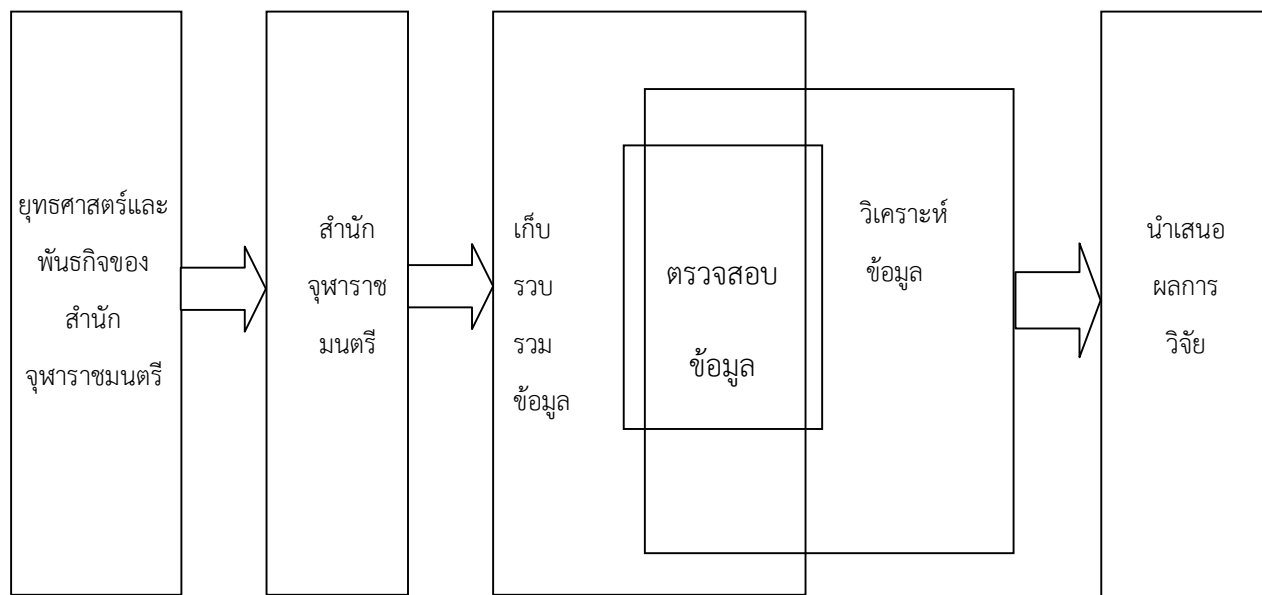 ยุทธศาสตร์และ
พันธกิจของ
สำนัก
จุฬาราชมนตรี
สำนัก
จุฬาราช
มนตรี
เก็บ
รวบ
รวม
ข้อมูล
ตรวจสอบ
ข้อมูล
วิเคราะห์
ข้อมูล
นำเสนอ
ผลการ
วิจัย